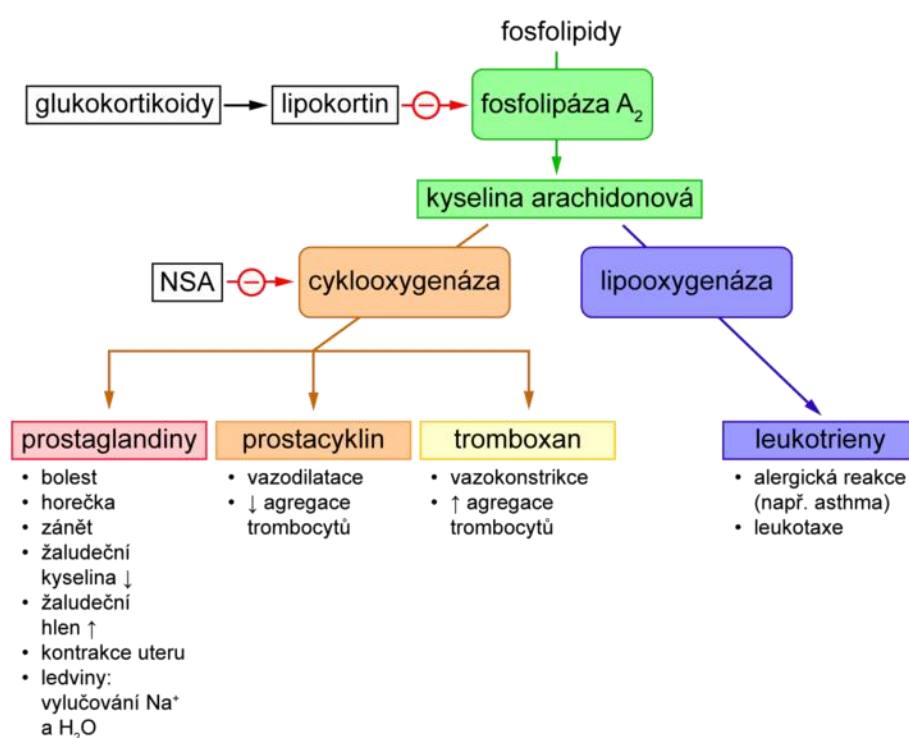 fosfolipidy
glukokortikoidy
lipokortin
fosfolipáza A₂
kyselina arachidonová
NSA
cyklooxygenáza
lipooxygenáza
prostaglandiny
• bolest
• horečka
• zánět
• žaludeční
kyselina ↓
• žaludeční
hlen ↑
• kontrakce uteru
• ledviny:
vylučování Na⁺
a H₂O
prostacyklin
• vazodilatace
• ↓ agregace
trombocytů
tromboxan
• vazokonstrikce
• ↑ agregace
trombocytů
leukotrieny
• alergická reakce
(např. asthma)
• leukotaxe